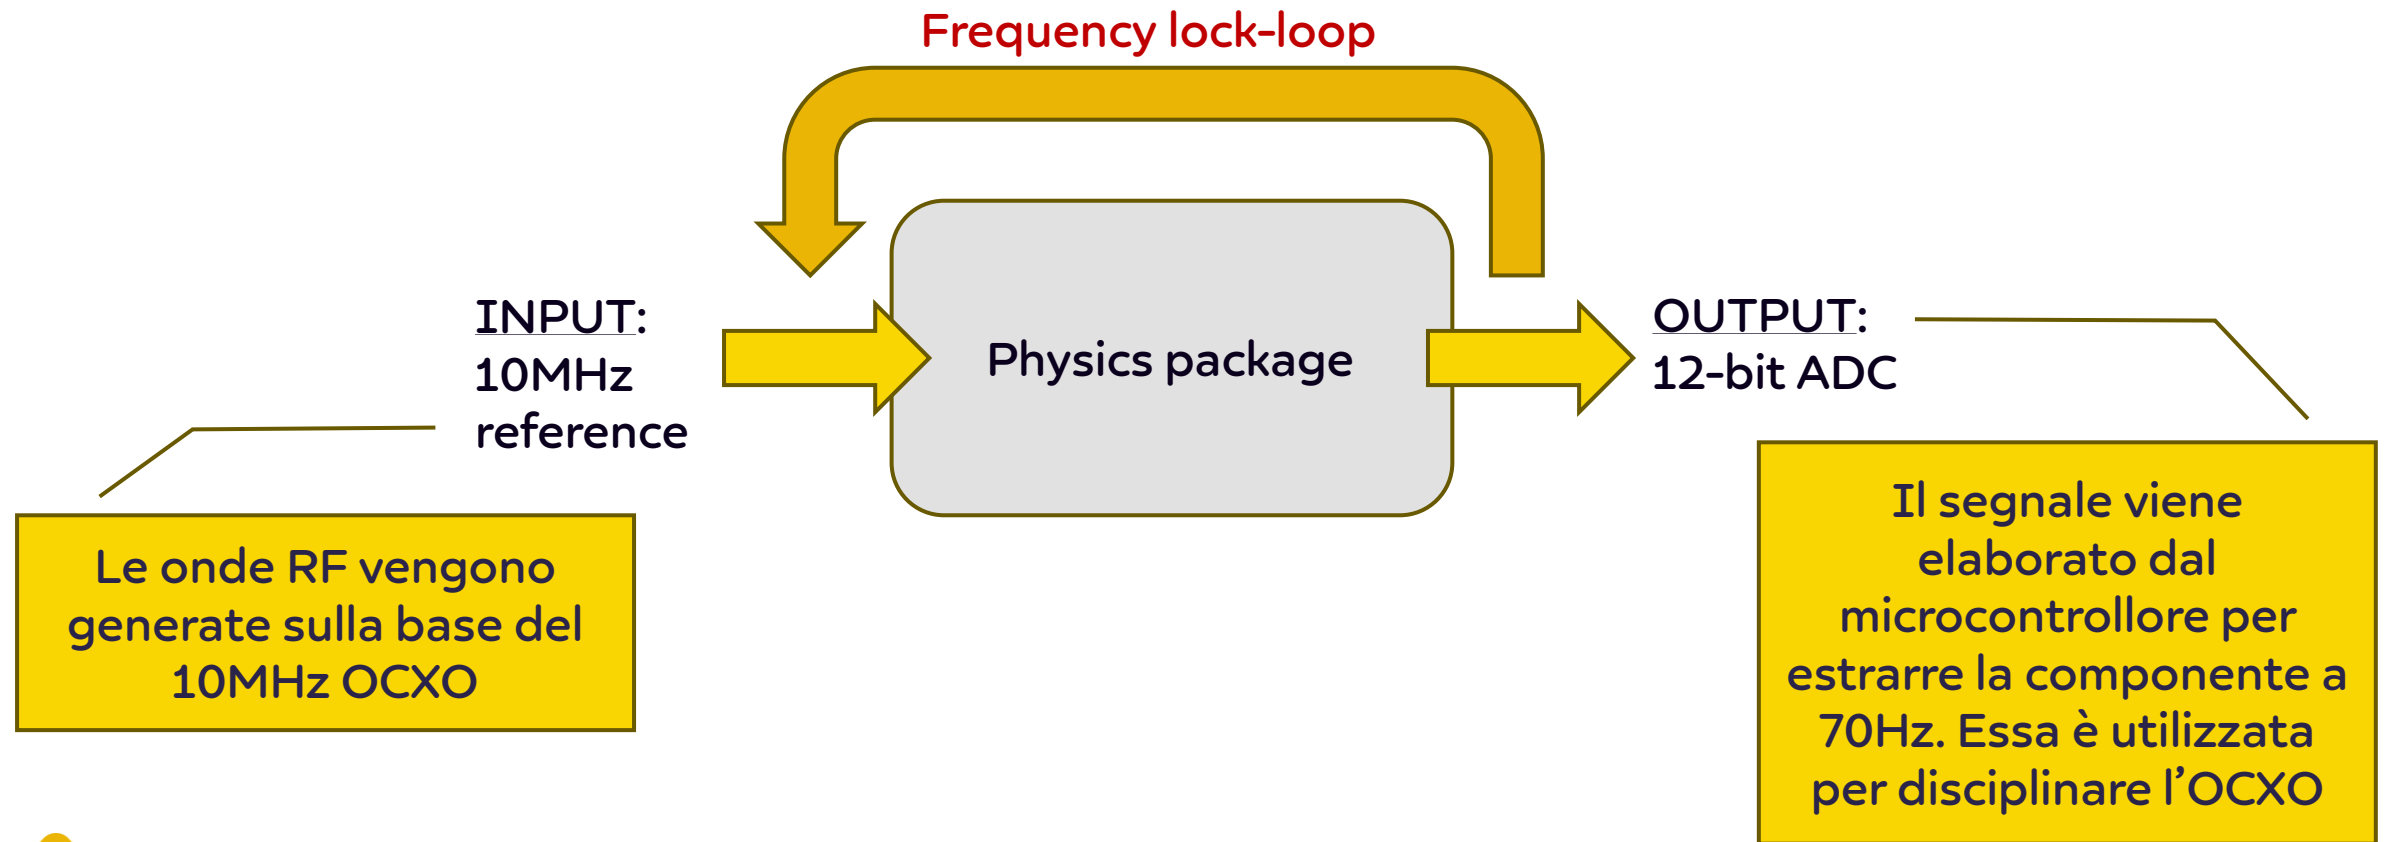 Frequency lock-loop
INPUT:
10MHz
reference
Physics package
OUTPUT:
12-bit ADC
Le onde RF vengono
generate sulla base del
10MHz OCXO
Il segnale viene
elaborato dal
microcontrollore per
estrarre la componente a
70Hz. Essa è utilizzata
per disciplinare l’OCXO